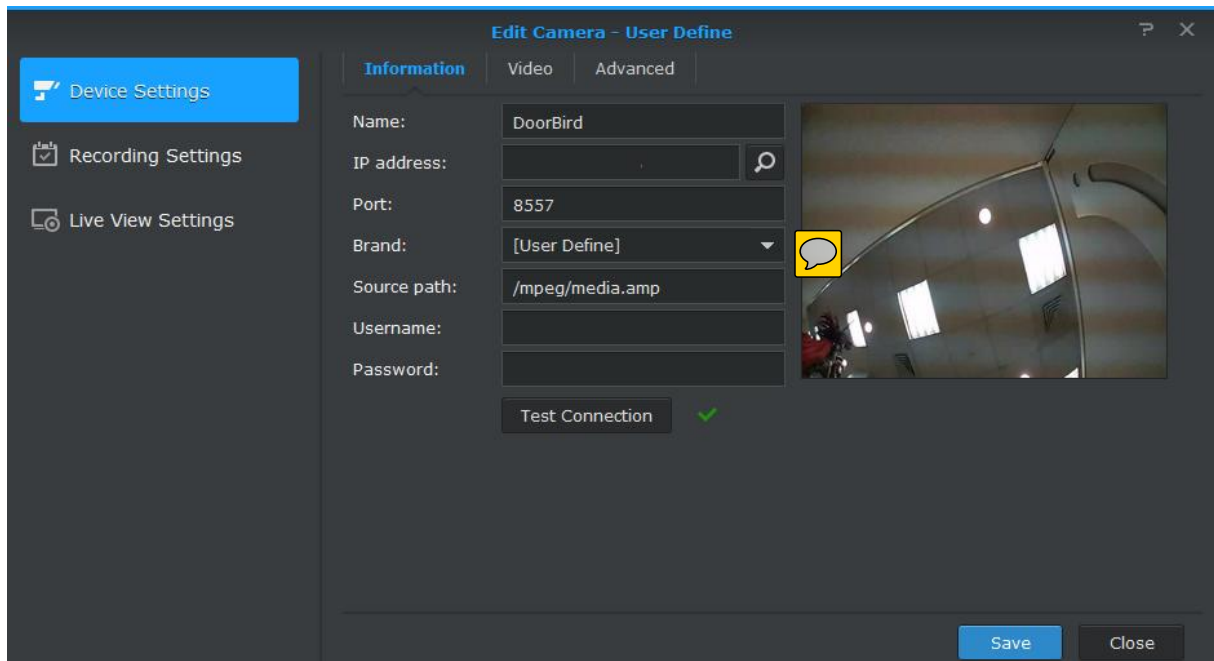 Edit Camera - User Define
? X
Device Settings
Recording Settings
Live View Settings
Information Video Advanced
Name: DoorBird
IP address:
Port: 8557
Brand: [User Define]
Source path: /mpeg/media.amp
Username:
Password:
Test Connection
Save Close